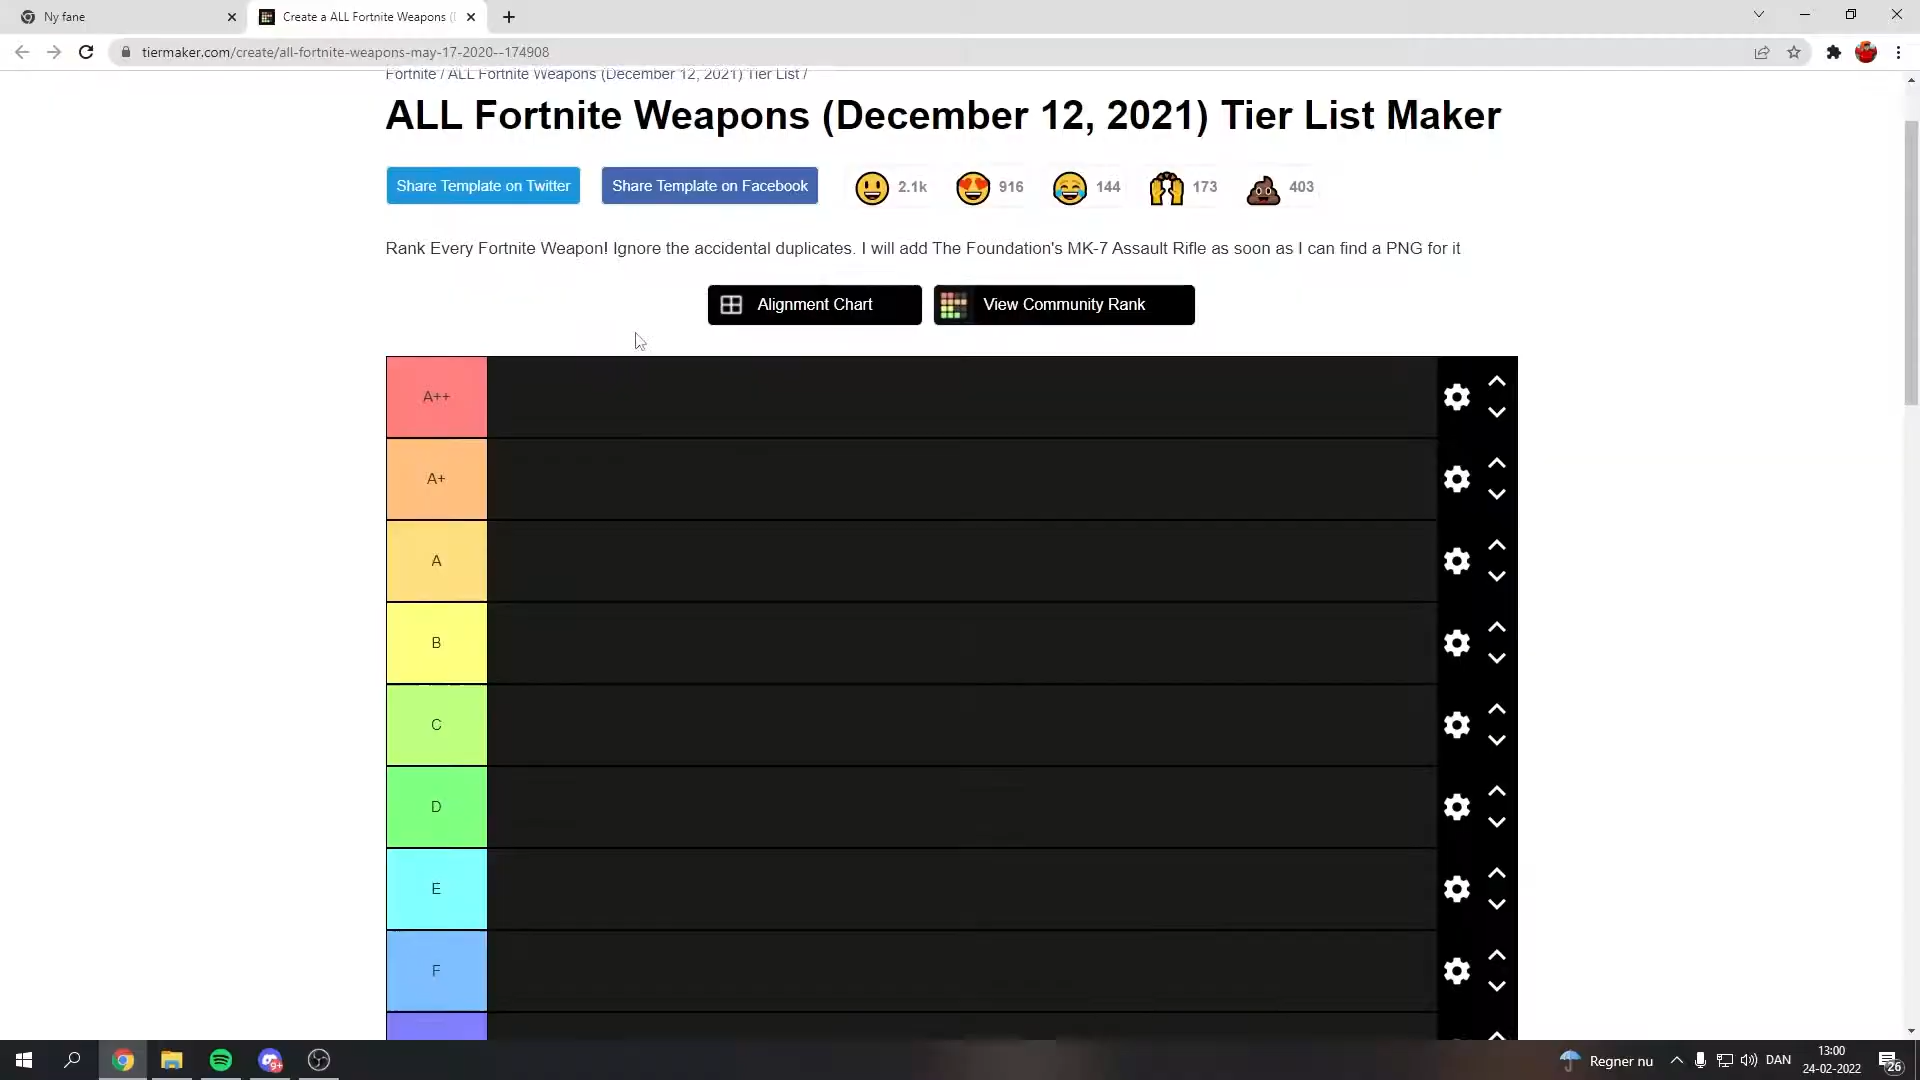 Ny fane
Create a ALL Fortnite Weapons (
tiermaker.com/create/all-fortnite-weapons-may-17-2020--174908
Fortnite / ALL Fortnite Weapons (December 12, 2021) Tier List /
ALL Fortnite Weapons (December 12, 2021) Tier List Maker
Share Template on Twitter
Share Template on Facebook
2.1k
916
144
173
403
Rank Every Fortnite Weapon! Ignore the accidental duplicates. I will add The Foundation's MK-7 Assault Rifle as soon as I can find a PNG for it
Alignment Chart
View Community Rank
A++
A+
A
B
C
D
E
F
9+
Regner nu
DAN
13:00
24-02-2022
26